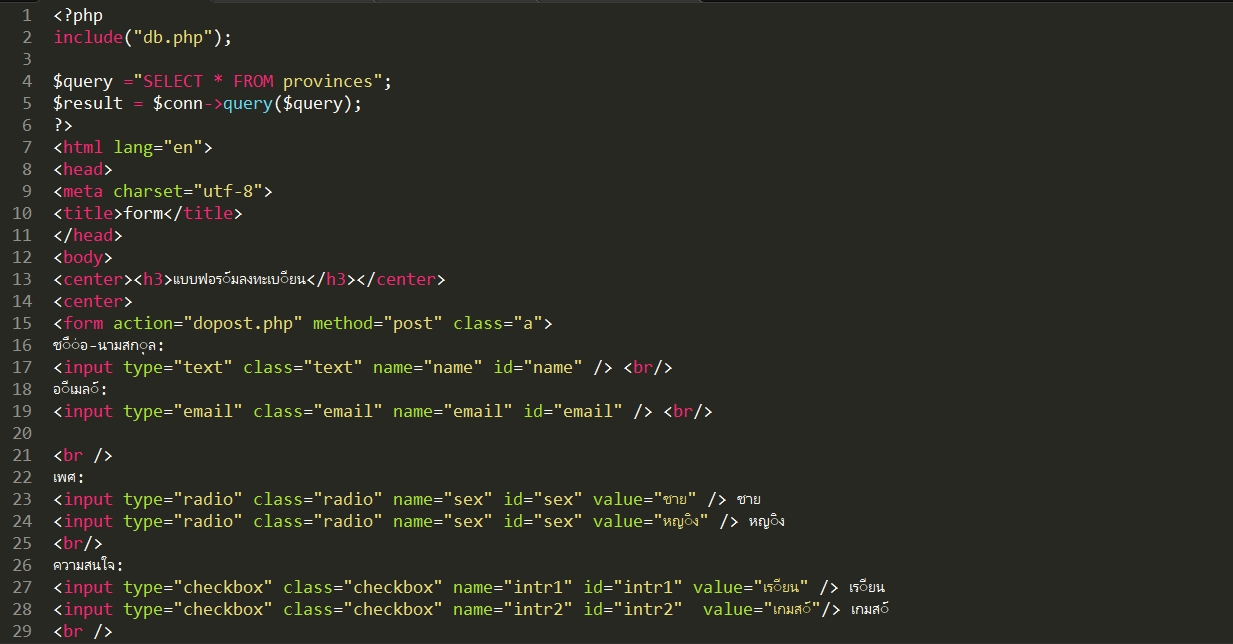 1 <?php
2 include("db.php");
3
4 $query ="SELECT * FROM provinces";
5 $result = $conn->query($query);
6 ?>
7 <html lang="en">
8 <head>
9 <meta charset="utf-8">
10 <title>form</title>
11 </head>
12 <body>
13 <center><h3>แบบฟอร์มลงทะเบียน</h3></center>
14 <center>
15 <form action="dopost.php" method="post" class="a">
16 ชื่อ-นามสกุล:
17 <input type="text" class="text" name="name" id="name" /> <br/>
18 อีเมล์:
19 <input type="email" class="email" name="email" id="email" /> <br/>
20
21 <br />
22 เพศ:
23 <input type="radio" class="radio" name="sex" id="sex" value="ชาย" /> ชาย
24 <input type="radio" class="radio" name="sex" id="sex" value="หญิง" /> หญิง
25 <br/>
26 ความสนใจ:
27 <input type="checkbox" class="checkbox" name="intr1" id="intr1" value="เรียน" /> เรียน
28 <input type="checkbox" class="checkbox" name="intr2" id="intr2"  value="เกมส์"/> เกมส์
29 <br />